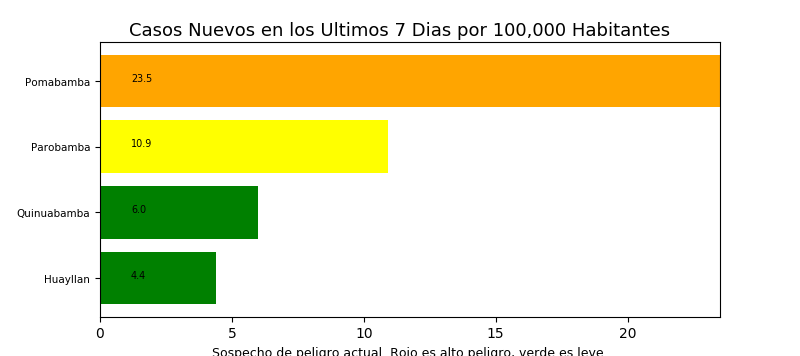 Casos Nuevos en los Ultimos 7 Dias por 100,000 Habitantes
Pomabamba 23.5
Parobamba 10.9
Quinuabamba 6.0
Huayllan 4.4
0 5 10 15 20
Sospecho de peligro actual. Rojo es alto peligro, verde es leve